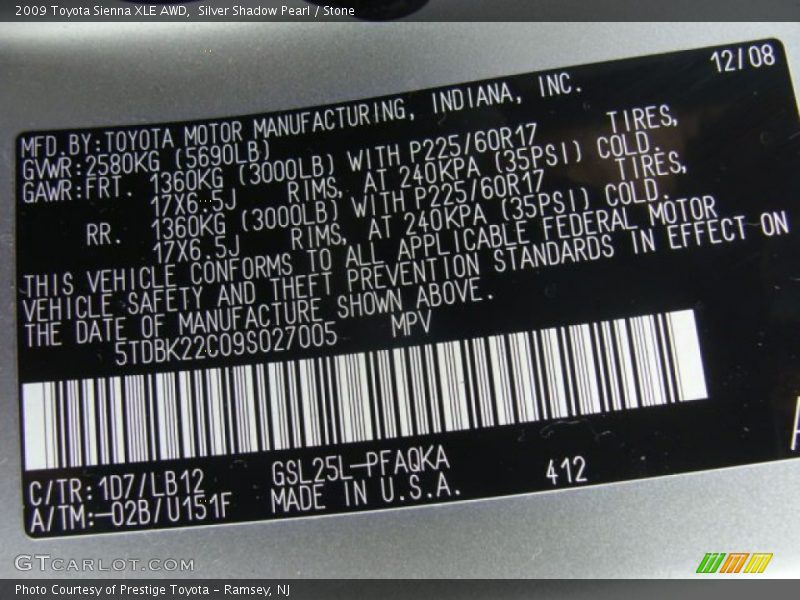 2009 Toyota Sienna XLE AWD,  Silver Shadow Pearl / Stone
12/08
MFD.BY:TOYOTA MOTOR MANUFACTURING, INDIANA, INC.
GVWR:2580KG (5690LB)
GAWR:FRT. 1360KG (3000LB) WITH P225/60R17 TIRES,
17X6.5J RIMS, AT 240KPA (35PSI) COLD.
RR. 1360KG (3000LB) WITH P225/60R17 TIRES,
17X6.5J RIMS, AT 240KPA (35PSI) COLD.
THIS VEHICLE CONFORMS TO ALL APPLICABLE FEDERAL MOTOR
VEHICLE SAFETY AND THEFT PREVENTION STANDARDS IN EFFECT ON
THE DATE OF MANUFACTURE SHOWN ABOVE.
5TDBK22C09S027005 MPV
C/TR:1D7/LB12 GSL25L-PFAQKA 412
A/TM:-02B/U151F MADE IN U.S.A.
GTCARLOT.COM
Photo Courtesy of Prestige Toyota - Ramsey, NJ